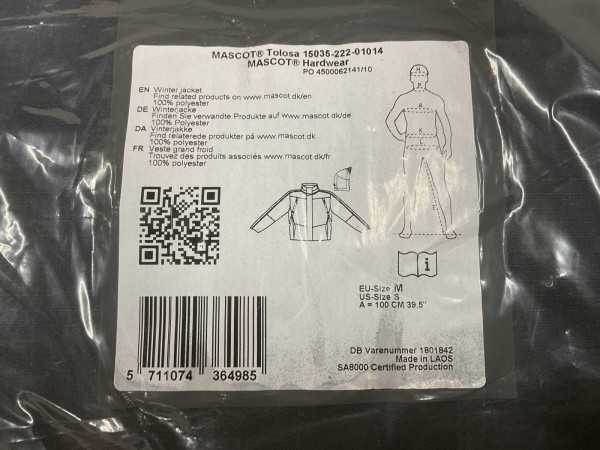 MASCOT® Tolosa 15035-222-01014
MASCOT® Hardwear
PO 4500062141/10
EN Winter jacket
Find related products on www.mascot.dk/en
100% polyester
DE Winterjacke
Finden Sie verwandte Produkte auf www.mascot.dk/de
100% Polyester
DA Vinterjakke
Find relaterede produkter på www.mascot.dk
100% polyester
FR Veste grand froid
Trouvez des produits associés www.mascot.dk/fr
100% polyester
H
P
A
K
I
i
EU-Size M
US-Size S
A = 100 CM 39.5"
5 711074 364985
DB Varenummer 1801842
Made in LAOS
SA8000 Certified Production